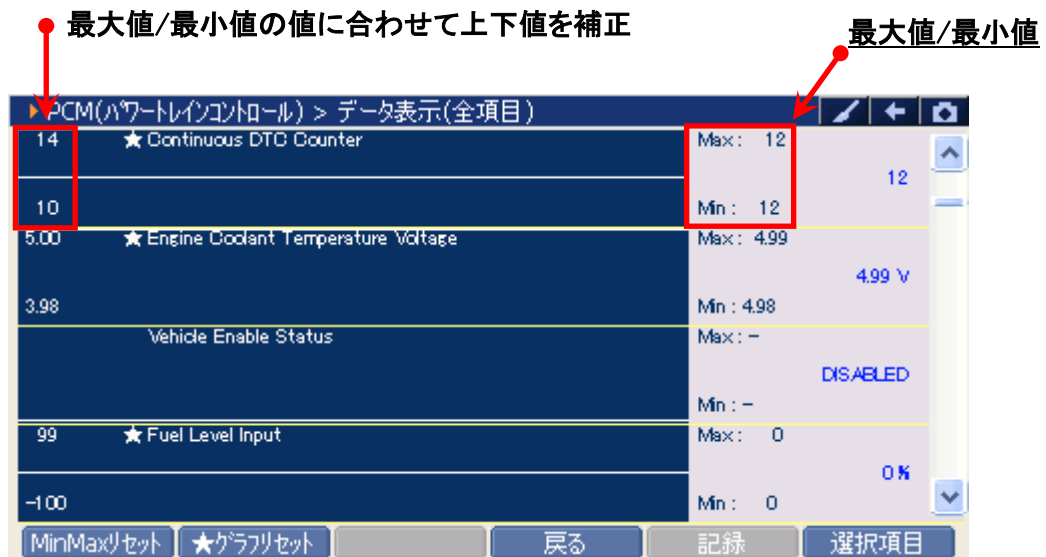 最大値/最小値の値に合わせて上下値を補正
最大値/最小値
PCM(パワートレインコントロール) > データ表示(全項目)
14 ★ Continuous DTC Counter Max : 12
12
10 Min : 12
5.00 ★ Engine Coolant Temperature Voltage Max : 4.99
4.99 V
3.98 Min : 4.98
Vehicle Enable Status Max : -
DISABLED
Min : -
99 ★ Fuel Level Input Max : 0
0 %
-100 Min : 0
MinMaxリセット ★グラフリセット 戻る 記録 選択項目